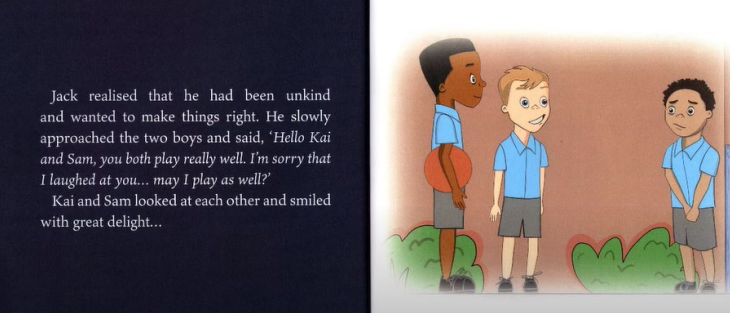 Jack realised that he had been unkind
and wanted to make things right. He slowly
approached the two boys and said, ‘Hello Kai
and Sam, you both play really well. I’m sorry that
I laughed at you… may I play as well?’
Kai and Sam looked at each other and smiled
with great delight…